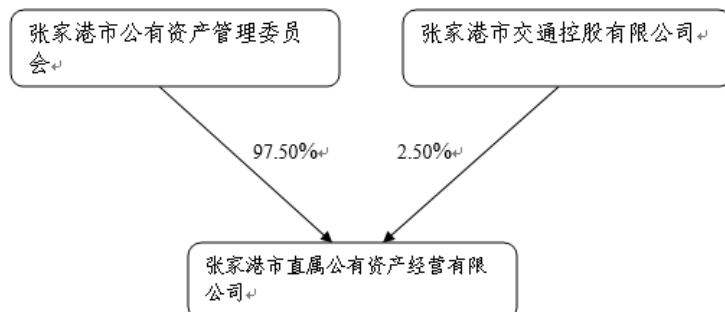 张家港市公有资产管理委员
会↵
张家港市交通控股有限公司↵
97.50%↵
2.50%↵
张家港市直属公有资产经营有限
公司↵